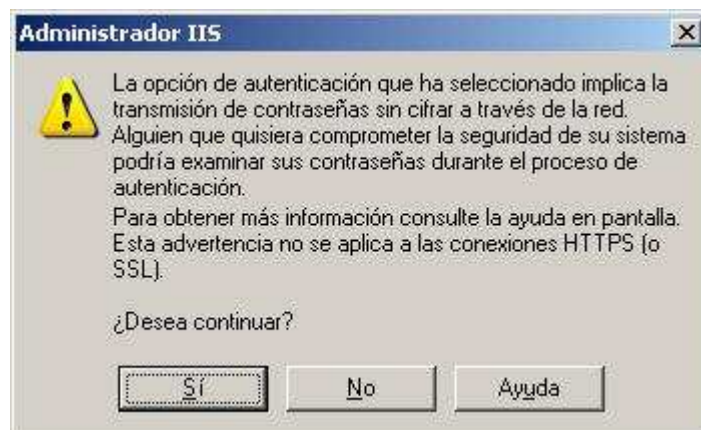 Administrador IIS
La opción de autenticación que ha seleccionado implica la
transmisión de contraseñas sin cifrar a través de la red.
Alguien que quisiera comprometer la seguridad de su sistema
podría examinar sus contraseñas durante el proceso de
autenticación.
Para obtener más información consulte la ayuda en pantalla.
Esta advertencia no se aplica a las conexiones HTTPS (o
SSL).
¿Desea continuar?
Sí No Ayuda